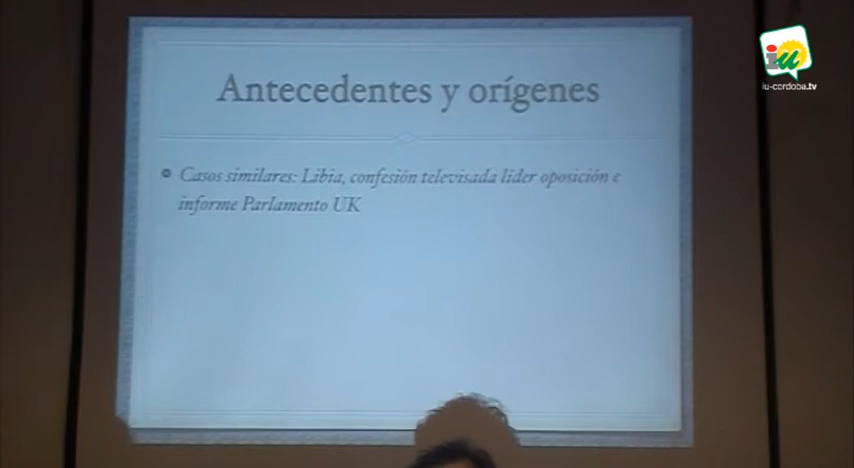 Antecedentes y orígenes
Casos similares: Libia, confesión televisada líder oposición e
informe Parlamento UK
iu
iu-cordoba.tv